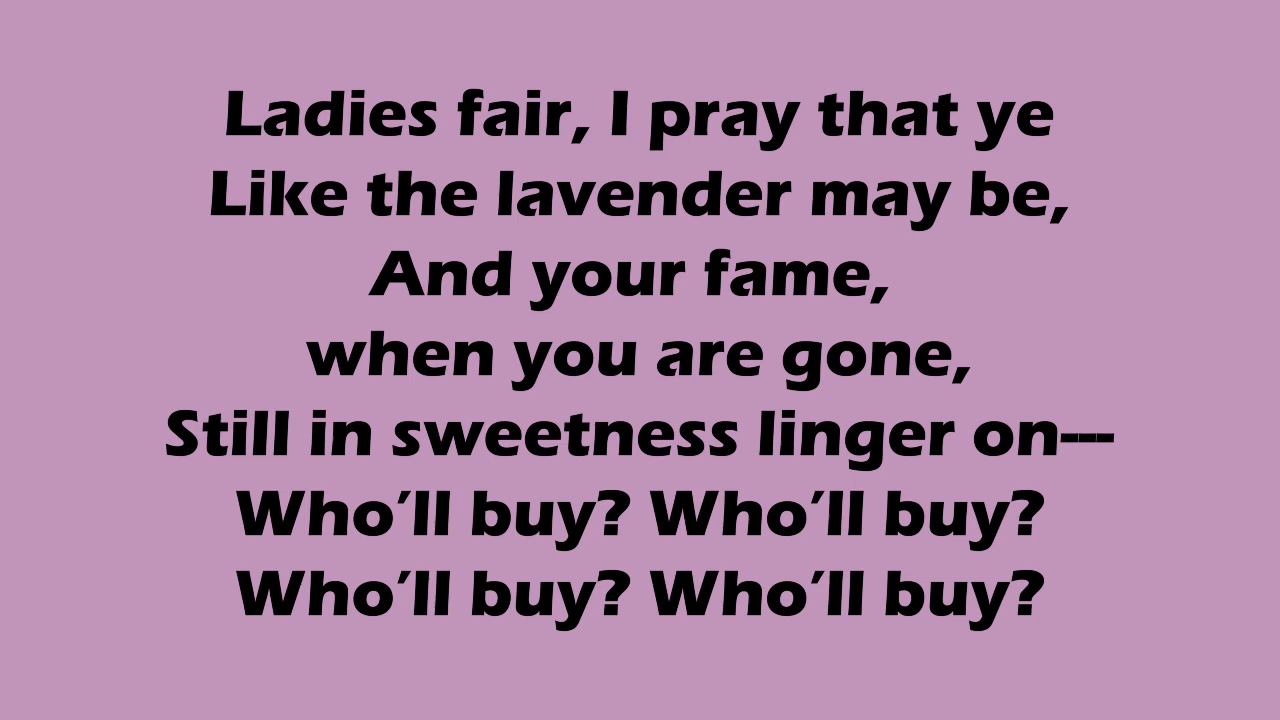 Ladies fair, I pray that ye
Like the lavender may be,
And your fame,
when you are gone,
Still in sweetness linger on---
Who’ll buy? Who’ll buy?
Who’ll buy? Who’ll buy?